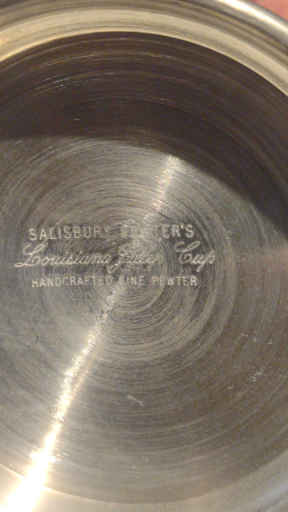 SALISBURY PEWTER'S
Louisiana Julep Cup
HANDCRAFTED FINE PEWTER